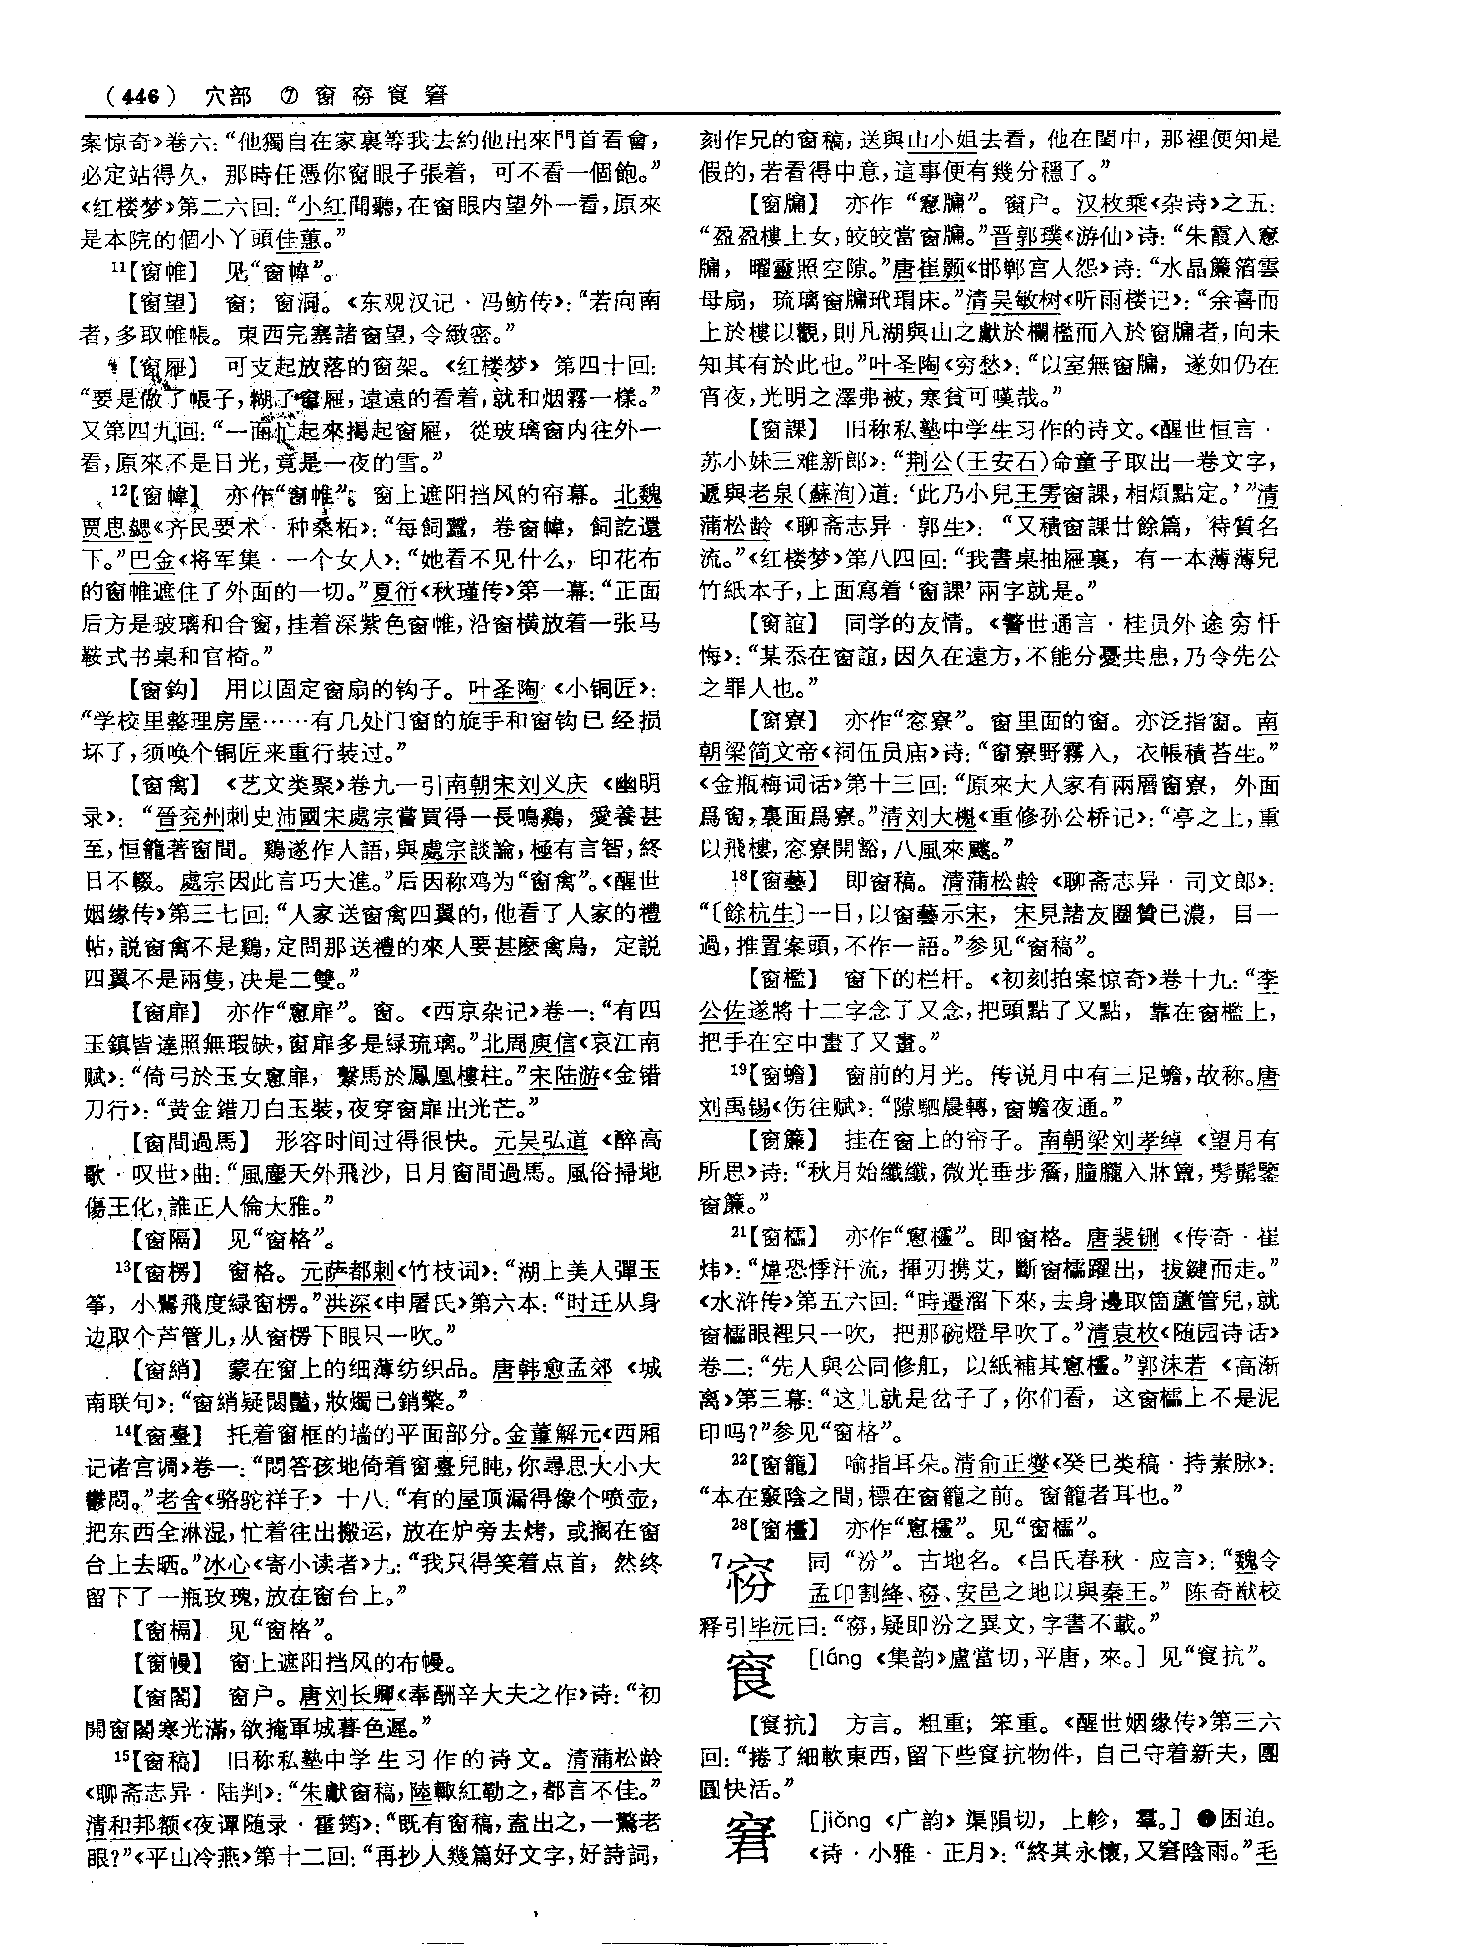 （446） 穴部 ⑦ 窗 窃 䆡 窘
案惊奇》卷六：“他獨自在家裏等我去約他出來門首看會，
必定站得久，那時任憑你窗眼子張着，可不看一個飽。”
《红楼梦》第二六回：“小紅聞聽，在窗眼内望外一看，原來
是本院的個小丫頭佳蕙。”
11【窗帷】 见“窗幃”。
【窗望】 窗；窗洞。《东观汉记·冯鲂传》：“若向南
者，多取帷帳。東西完塞諸窗望，令緻密。”
【窗屉】 可支起放落的窗架。《红楼梦》第四十回：
“要是做了帳子，糊了窗屜，遠遠的看着，就和烟霧一樣。”
又第四九回：“一面忙起來揭起窗屜，從玻璃窗内往外一
看，原來不是日光，竟是一夜的雪。”
12【窗幃】 亦作“窗帷”。窗上遮阳挡风的帘幕。北魏
贾思勰《齐民要术·种桑柘》：“每飼蠶，卷窗幃，飼訖還
下。”巴金《将军集·一个女人》：“她看不见什么，印花布
的窗帷遮住了外面的一切。”夏衍《秋瑾传》第一幕：“正面
后方是玻璃和合窗，挂着深紫色窗帷，沿窗横放着一张马
鞍式书桌和官椅。”
【窗鈎】 用以固定窗扇的钩子。叶圣陶《小铜匠》：
“学校里整理房屋……有几处门窗的旋手和窗钩已经损
坏了，须唤个铜匠来重行装过。”
【窗禽】 《艺文类聚》卷九一引南朝宋刘义庆《幽明
录》：“晉兗州刺史沛國宋處宗嘗買得一長鳴鷄，愛養甚
至，恒籠著窗間。鷄遂作人語，與處宗談論，極有言智，終
日不輟。處宗因此言巧大進。”后因称鸡为“窗禽”。《醒世
姻缘传》第三七回：“人家送窗禽四翼的，他看了人家的禮
帖，説窗禽不是鷄，定問那送禮的來人要甚麽禽鳥，定説
四翼不是兩隻，决是二雙。”
【窗扉】 亦作“窻扉”。窗。《西京杂记》卷一：“有四
玉鎮皆達照無瑕缺，窗扉多是緑琉璃。”北周庾信《哀江南
赋》：“倚弓於玉女窻扉，繫馬於鳳凰樓柱。”宋陆游《金错
刀行》：“黄金錯刀白玉裝，夜穿窗扉出光芒。”
【窗間過馬】 形容时间过得很快。元吴弘道《醉高
歌·叹世》曲：“風塵天外飛沙，日月窗間過馬。風俗掃地
傷王化，誰正人倫大雅。”
【窗隔】 见“窗格”。
13【窗楞】 窗格。元萨都剌《竹枝词》：“湖上美人彈玉
筝，小鶯飛度緑窗楞。”洪深《申屠氏》第六本：“时迁从身
边取个芦管儿，从窗楞下眼只一吹。”
【窗綃】 蒙在窗上的细薄纺织品。唐韩愈孟郊《城
南联句》：“窗綃疑閟豔，妝燭已銷檠。”
14【窗臺】 托着窗框的墙的平面部分。金董解元《西厢
记诸宫调》卷一：“悶答孩地倚着窗臺兒盹，你尋思大小大
鬱悶。”老舍《骆驼祥子》十八：“有的屋顶漏得像个喷壶，
把东西全淋湿，忙着往出搬运，放在炉旁去烤，或搁在窗
台上去晒。”冰心《寄小读者》九：“我只得笑着点首，然终
留下了一瓶玫瑰，放在窗台上。”
【窗槅】 见“窗格”。
【窗幔】 窗上遮阳挡风的布幔。
【窗閣】 窗户。唐刘长卿《奉酬辛大夫之作》诗：“初
開窗閣寒光滿，欲掩軍城暮色遲。”
15【窗稿】 旧称私塾中学生习作的诗文。清蒲松龄
《聊斋志异·陆判》：“朱獻窗稿，陸輒紅勒之，都言不佳。”
清和邦额《夜谭随录·霍筠》：“既有窗稿，盍出之，一驚老
眼？”《平山冷燕》第十二回：“再抄人幾篇好文字，好詩詞，
刻作兄的窗稿，送與山小姐去看，他在閨中，那裡便知是
假的，若看得中意，這事便有幾分穩了。”
【窗牖】 亦作“窻牖”。窗户。汉枚乘《杂诗》之五：
“盈盈樓上女，皎皎當窗牖。”晋郭璞《游仙》诗：“朱霞入窻
牖，曜靈照空隙。”唐崔颢《邯郸宫人怨》诗：“水晶簾箔雲
母扇，琉璃窗牖玳瑁床。”清吴敏树《听雨楼记》：“余喜而
上於樓以觀，則凡湖與山之獻於欄檻而入於窗牖者，向未
知其有於此也。”叶圣陶《穷愁》：“以室無窗牖，遂如仍在
宵夜，光明之澤弗被，寒貧可嘆哉。”
【窗課】 旧称私塾中学生习作的诗文。《醒世恒言·
苏小妹三难新郎》：“荆公（王安石）命童子取出一卷文字，
遞與老泉（蘇洵）道：‘此乃小兒王雱窗課，相煩點定。’”清
蒲松龄《聊斋志异·郭生》：“又積窗課廿餘篇，待質名
流。”《红楼梦》第八四回：“我書桌抽屜裏，有一本薄薄兒
竹紙本子，上面寫着‘窗課’兩字就是。”
【窗誼】 同学的友情。《警世通言·桂员外途穷忏
悔》：“某忝在窗誼，因久在遠方，不能分憂共患，乃令先公
之罪人也。”
【窗寮】 亦作“窓寮”。窗里面的窗。亦泛指窗。南
朝梁简文帝《祠伍员庙》诗：“窗寮野霧入，衣帳積苔生。”
《金瓶梅词话》第十三回：“原來大人家有兩層窗寮，外面
爲窗，裏面爲寮。”清刘大櫆《重修孙公桥记》：“亭之上，重
以飛樓，窓寮開豁，八風來颸。”
18【窗藝】 即窗稿。清蒲松龄《聊斋志异·司文郎》：
“〔餘杭生〕一日，以窗藝示宋，宋見諸友圈贊已濃，目一
過，推置案頭，不作一語。”参见“窗稿”。
【窗檻】 窗下的栏杆。《初刻拍案惊奇》卷十九：“李
公佐遂將十二字念了又念，把頭點了又點，靠在窗檻上，
把手在空中畫了又畫。”
19【窗蟾】 窗前的月光。传说月中有三足蟾，故称。唐
刘禹锡《伤往赋》：“隙駟晨轉，窗蟾夜通。”
【窗簾】 挂在窗上的帘子。南朝梁刘孝绰《望月有
所思》诗：“秋月始纖纖，微光垂步簷，朣朧入牀簟，髣髴鑒
窗簾。”
21【窗櫺】 亦作“窻櫺”。即窗格。唐裴铏《传奇·崔
炜》：“煒恐悸汗流，揮刃携艾，斷窗櫺躍出，拔鍵而走。”
《水浒传》第五六回：“時遷溜下來，去身邊取箇蘆管兒，就
窗櫺眼裡只一吹，把那碗燈早吹了。”清袁枚《随园诗话》
卷二：“先人與公同修舡，以紙補其窻櫺。”郭沫若《高渐
离》第三幕：“这儿就是岔子了，你们看，这窗櫺上不是泥
印吗？”参见“窗格”。
22【窗籠】 喻指耳朵。清俞正燮《癸巳类稿·持素脉》：
“本在竅陰之間，標在窗籠之前。窗籠者耳也。”
28【窗欞】 亦作“窻欞”。见“窗櫺”。
7窃 同“汾”。古地名。《吕氏春秋·应言》：“魏令
孟卬割絳、窃、安邑之地以與秦王。”陈奇猷校
释引毕沅曰：“窃，疑即汾之異文，字書不載。”
䆡 [láng 《集韵》盧當切，平唐，來。] 见“䆡抗”。
【䆡抗】 方言。粗重；笨重。《醒世姻缘传》第三六
回：“捲了細軟東西，留下些䆡抗物件，自己守着新夫，團
圓快活。”
窘 [jiǒng 《广韵》渠隕切，上軫，羣。] ❶困迫。
《诗·小雅·正月》：“終其永懷，又窘陰雨。”毛